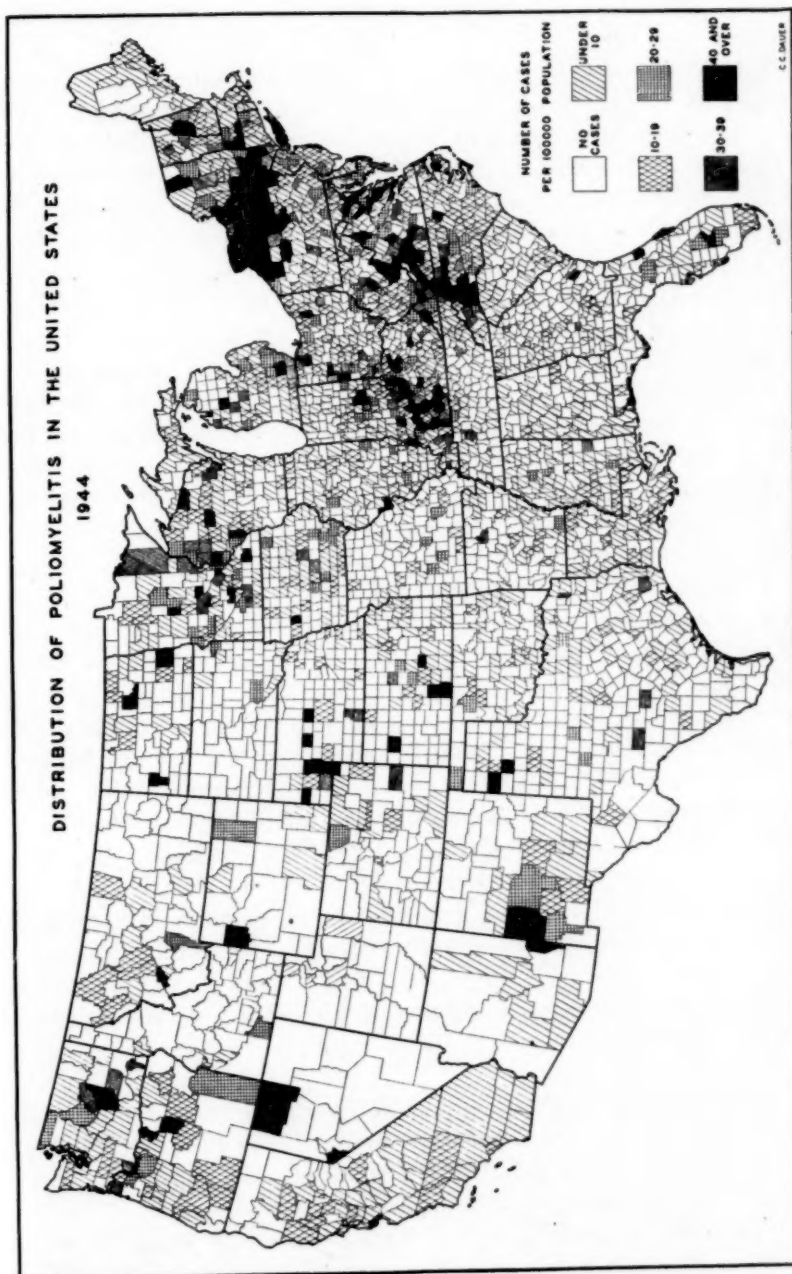 DISTRIBUTION OF POLIOMYELITIS IN THE UNITED STATES
1944
NUMBER OF CASES
PER 100000 POPULATION
NO CASES
UNDER 10
10-19
20-29
30-39
40 AND OVER
C C DAUER